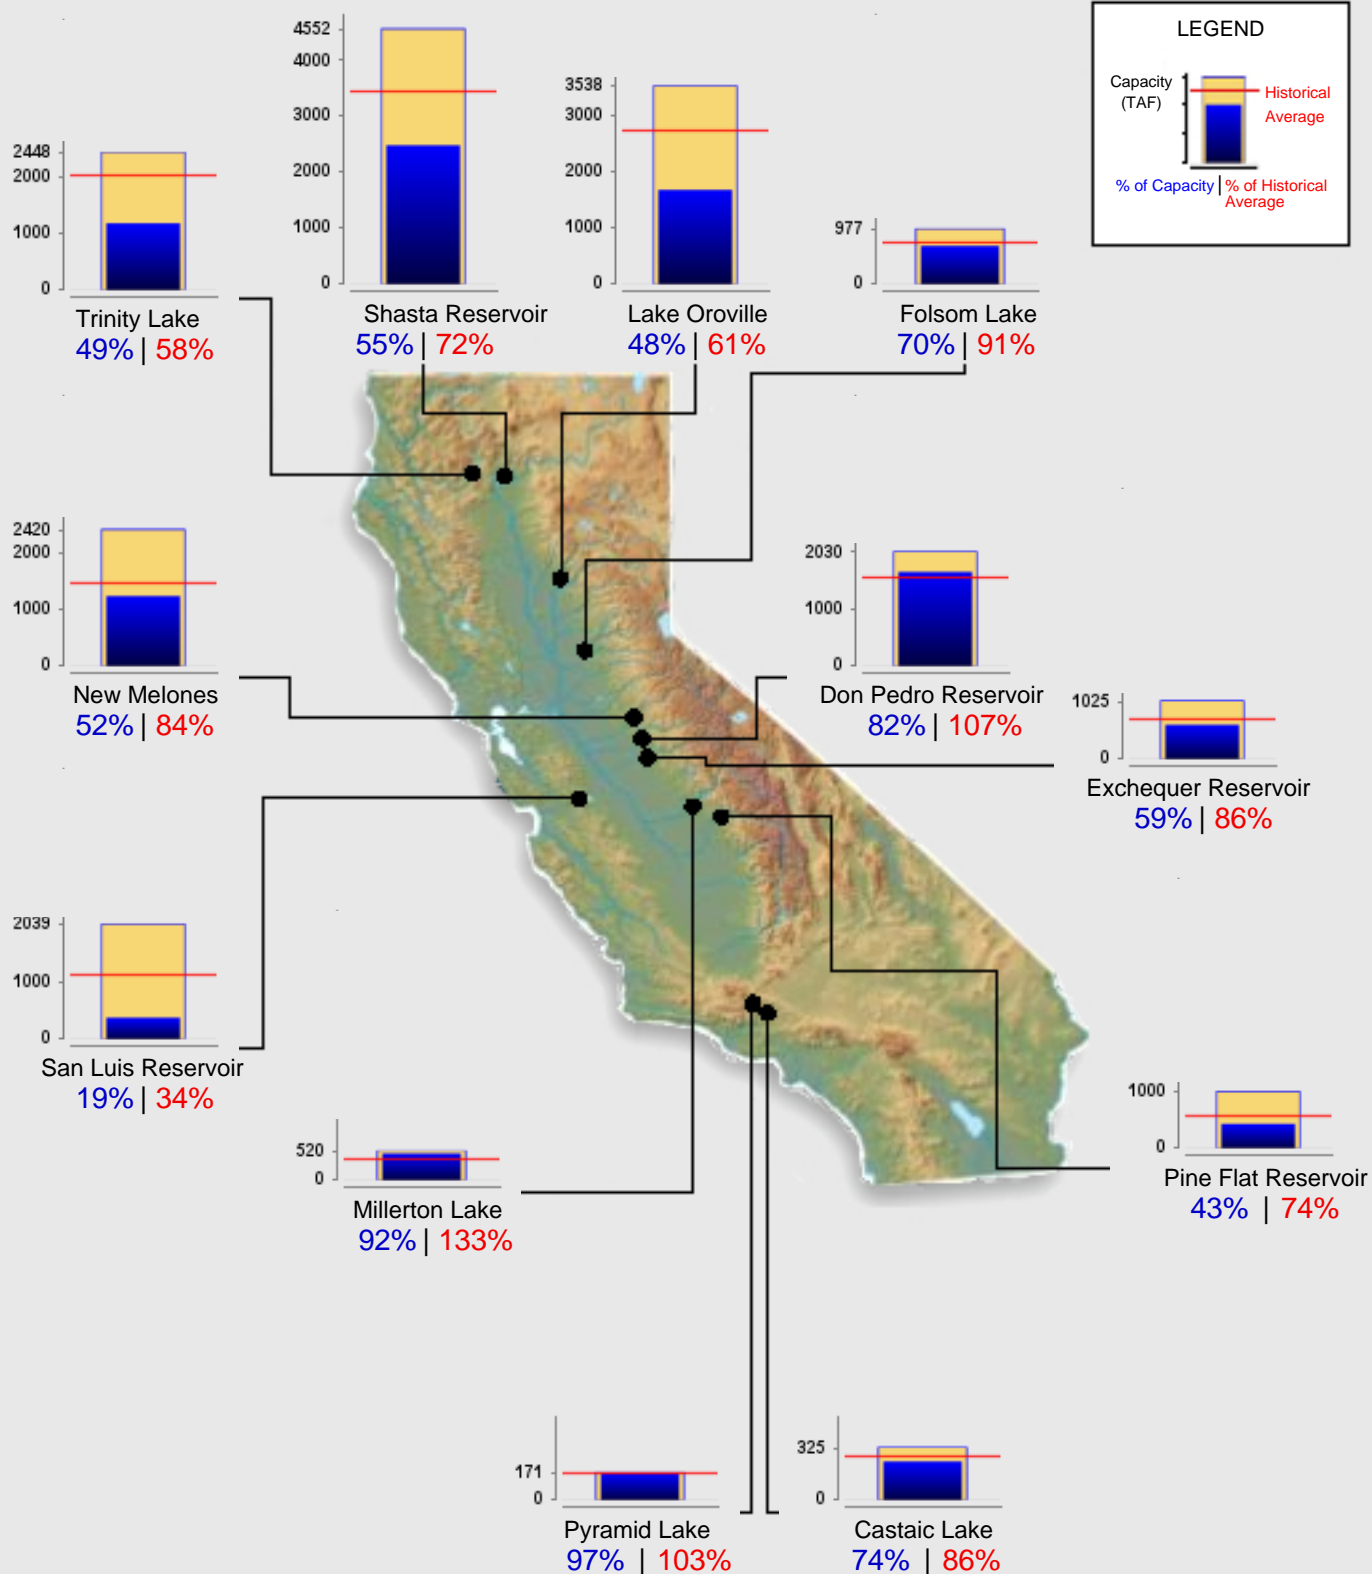 LEGEND
Capacity
(TAF)
Historical
Average
% of Capacity | % of Historical
Average
4552
4000
3000
2000
1000
0
Shasta Reservoir
55% | 72%
3538
3000
2000
1000
0
Lake Oroville
48% | 61%
2448
2000
1000
0
Trinity Lake
49% | 58%
977
0
Folsom Lake
70% | 91%
2420
2000
1000
0
New Melones
52% | 84%
2030
1000
0
Don Pedro Reservoir
82% | 107%
1025
0
Exchequer Reservoir
59% | 86%
2039
1000
0
San Luis Reservoir
19% | 34%
520
0
Millerton Lake
92% | 133%
1000
0
Pine Flat Reservoir
43% | 74%
171
0
Pyramid Lake
97% | 103%
325
0
Castaic Lake
74% | 86%